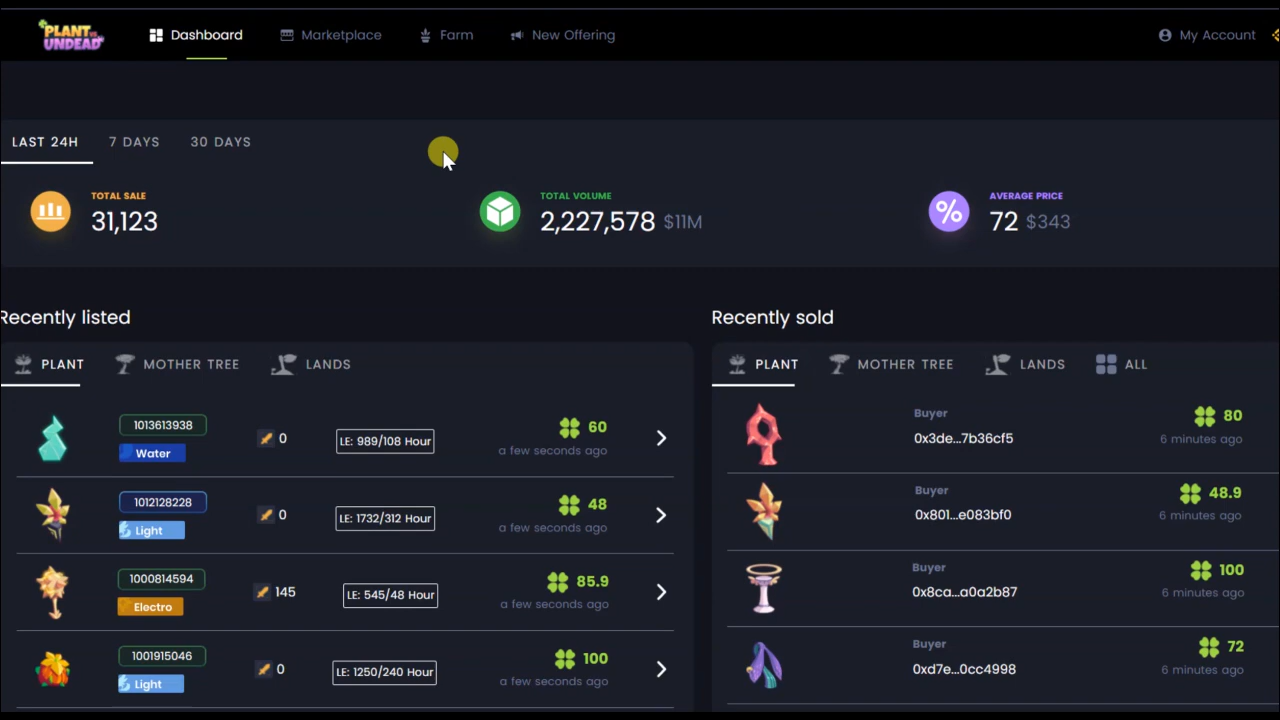 PLANT VS. UNDEAD
Dashboard Marketplace Farm New Offering My Account
LAST 24H 7 DAYS 30 DAYS
TOTAL SALE
31,123
TOTAL VOLUME
2,227,578 $11M
AVERAGE PRICE
72 $343
Recently listed
PLANT MOTHER TREE LANDS
1013613938
Water
0
LE: 989/108 Hour
60
a few seconds ago
1012128228
Light
0
LE: 1732/312 Hour
48
a few seconds ago
1000814594
Electro
145
LE: 545/48 Hour
85.9
a few seconds ago
1001915046
Light
0
LE: 1250/240 Hour
100
a few seconds ago
Recently sold
PLANT MOTHER TREE LANDS ALL
Buyer
0x3de...7b36cf5
80
6 minutes ago
Buyer
0x801...e083bf0
48.9
6 minutes ago
Buyer
0x8ca...a0a2b87
100
6 minutes ago
Buyer
0xd7e...0cc4998
72
6 minutes ago